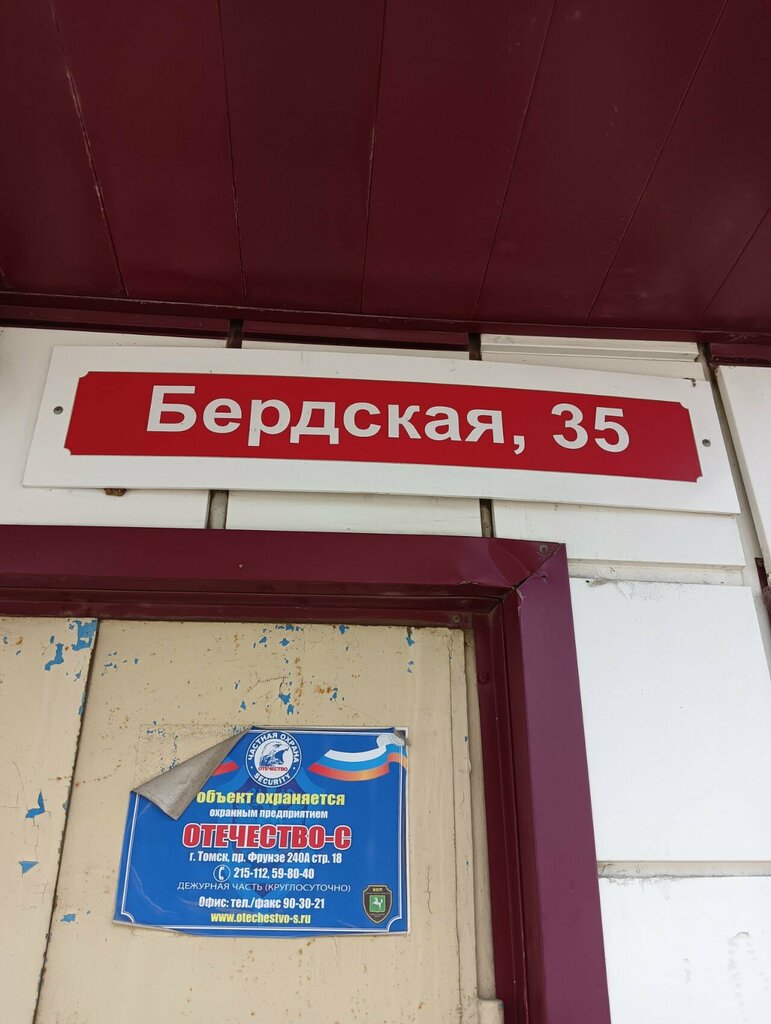 Бердская, 35
ЧАСТНАЯ ОХРАНА
ОТЕЧЕСТВО
SECURITY
объект охраняется
охранным предприятием
ОТЕЧЕСТВО-С
г. Томск, пр. Фрунзе 240А стр. 18
215-112, 59-80-40
ДЕЖУРНАЯ ЧАСТЬ (КРУГЛОСУТОЧНО)
Офис: тел./факс 90-30-21
www.otechestvo-s.ru
КОП